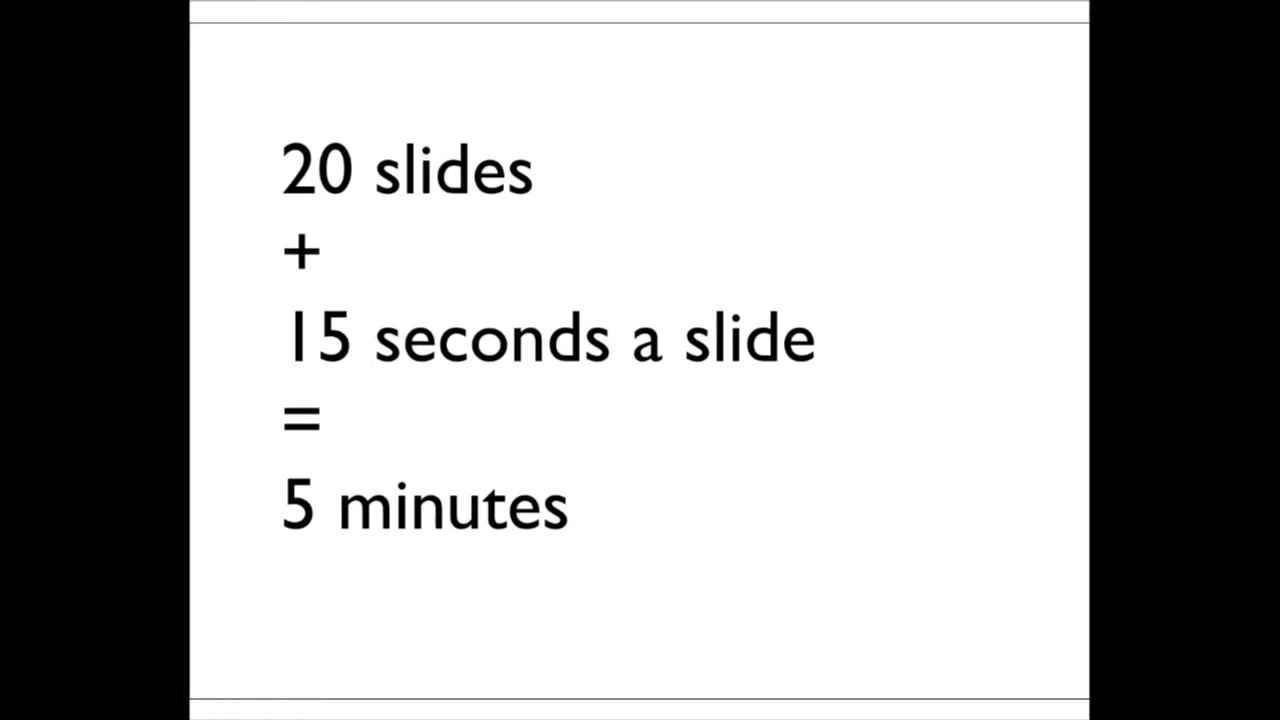 20 slides
+
15 seconds a slide
=
5 minutes